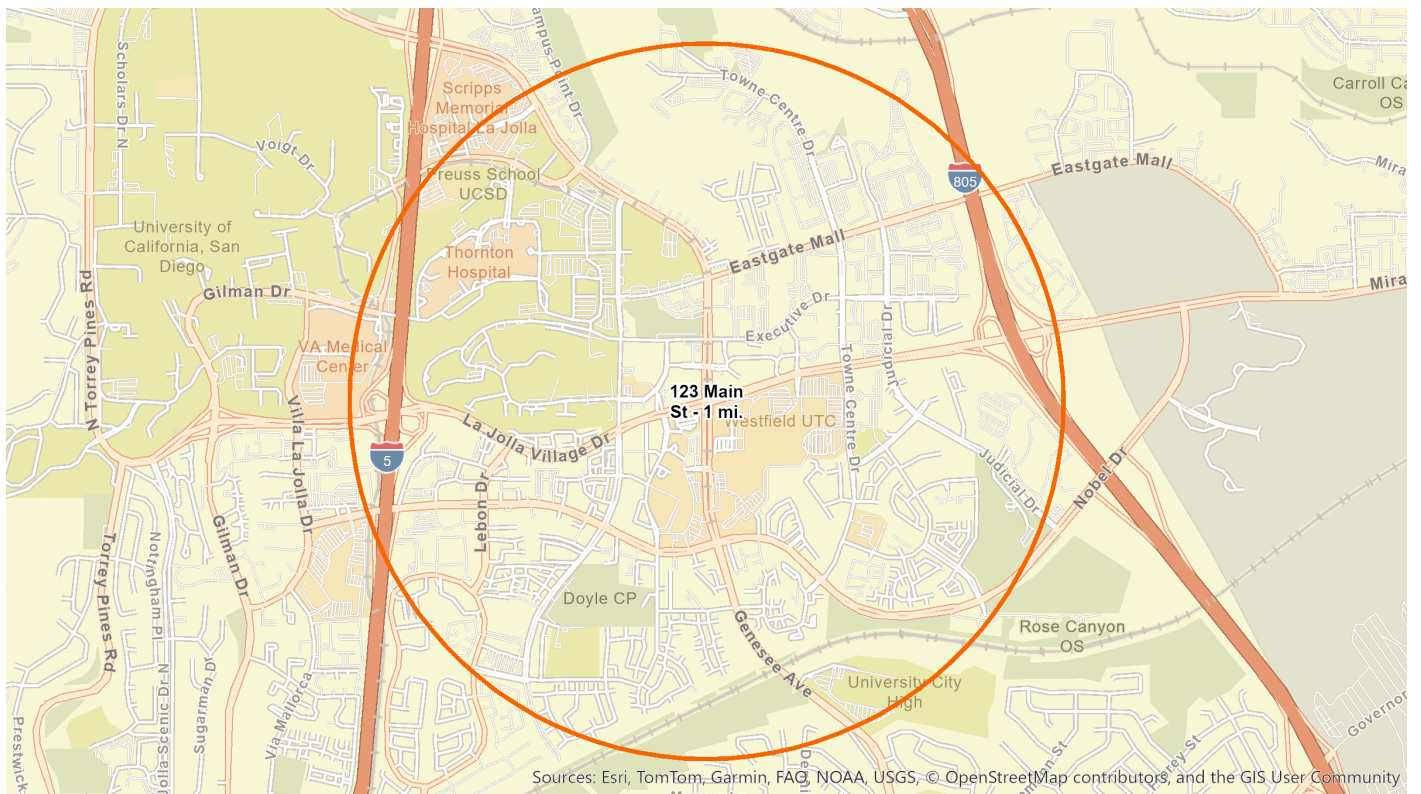 Scholars Dr N
Campus Point Dr
Towne Centre Dr
Scripps
Memorial
Hospital La Jolla
Carroll Ca
OS
Voigt Dr
Eastgate Mall
Mira
805
Preuss School
UCSD
University of
California, San
Diego
Thornton
Hospital
Eastgate Mall
N Torrey Pines Rd
Gilman Dr
Mira
Executive Dr
Judicial Dr
VA Medical
Center
Towne Centre Dr
123 Main
St - 1 mi.
Westfield UTC
Villa La Jolla Dr
La Jolla Village Dr
5
Judicial Dr
Nobel Dr
Lebon Dr
Gilman Dr
Torrey Pines Rd
Nottingham Pl
Doyle CP
Genesee Ave
Rose Canyon
OS
Jolla Scenic Dr N
Sugarman Dr
Via Mallorca
University City
High
Prestwick
Governor
Sources: Esri, TomTom, Garmin, FAO, NOAA, USGS, © OpenStreetMap contributors, and the GIS User Community